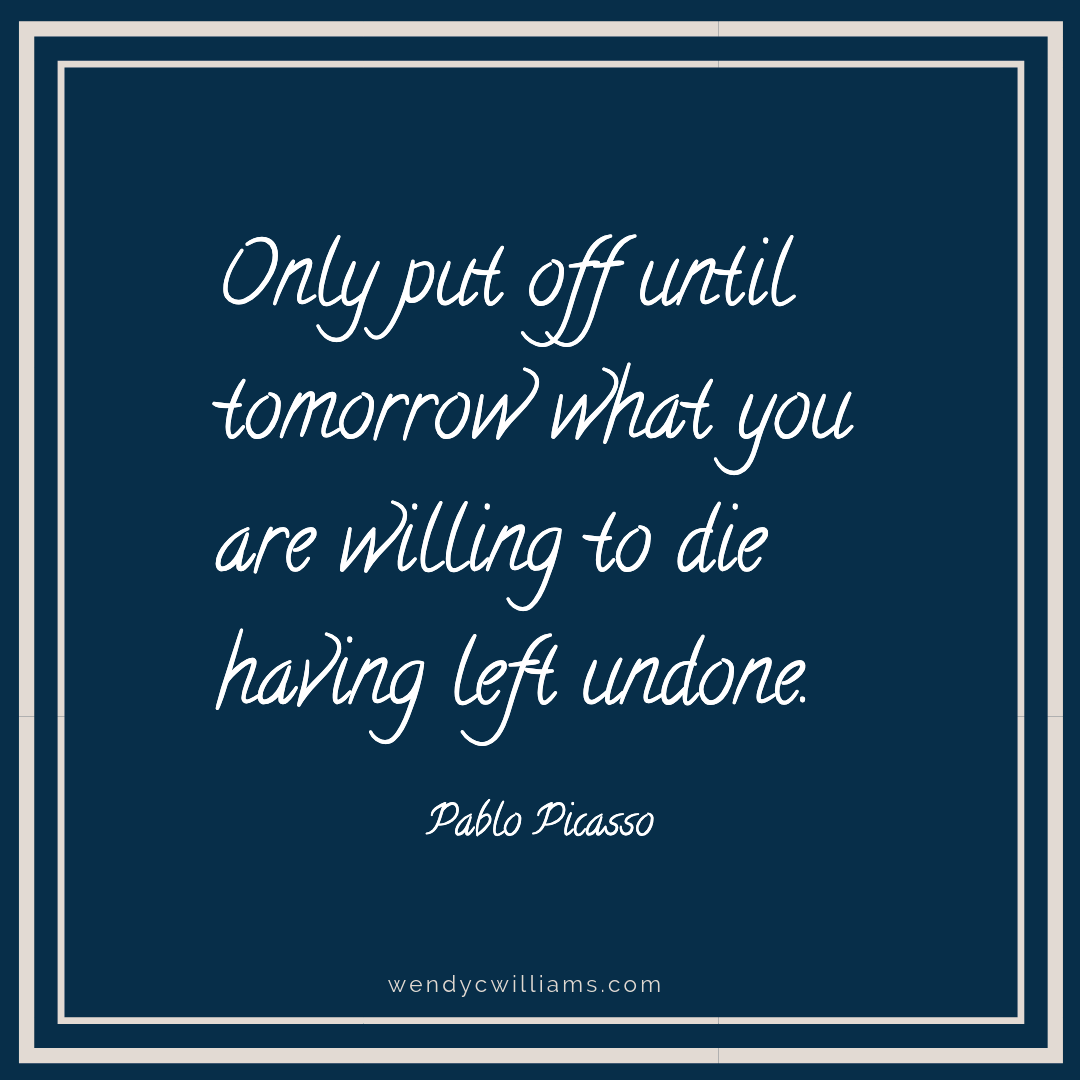 Only put off until
tomorrow what you
are willing to die
having left undone.
Pablo Picasso
wendycwilliams.com